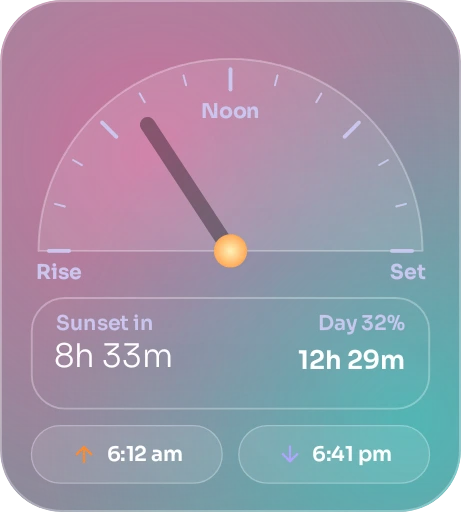 Noon
Rise Set
Sunset in Day 32%
8h 33m 12h 29m
6:12 am 6:41 pm